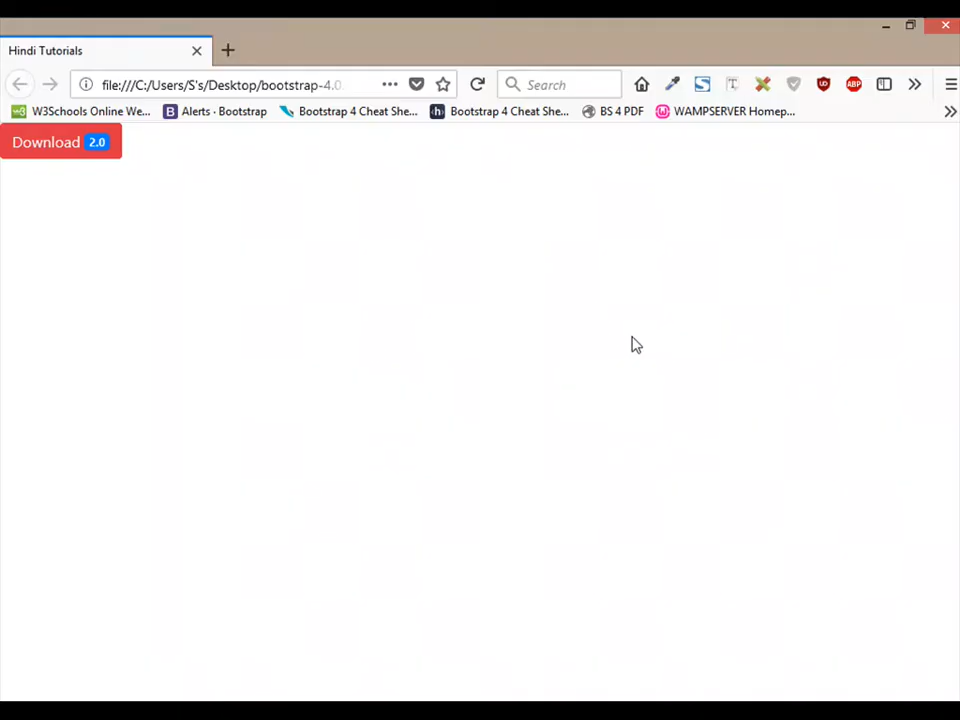 Hindi Tutorials
file:///C:/Users/S's/Desktop/bootstrap-4.0. Search
W3Schools Online We... B Alerts · Bootstrap Bootstrap 4 Cheat She... Bootstrap 4 Cheat She... BS 4 PDF WAMPSERVER Homep...
Download 2.0